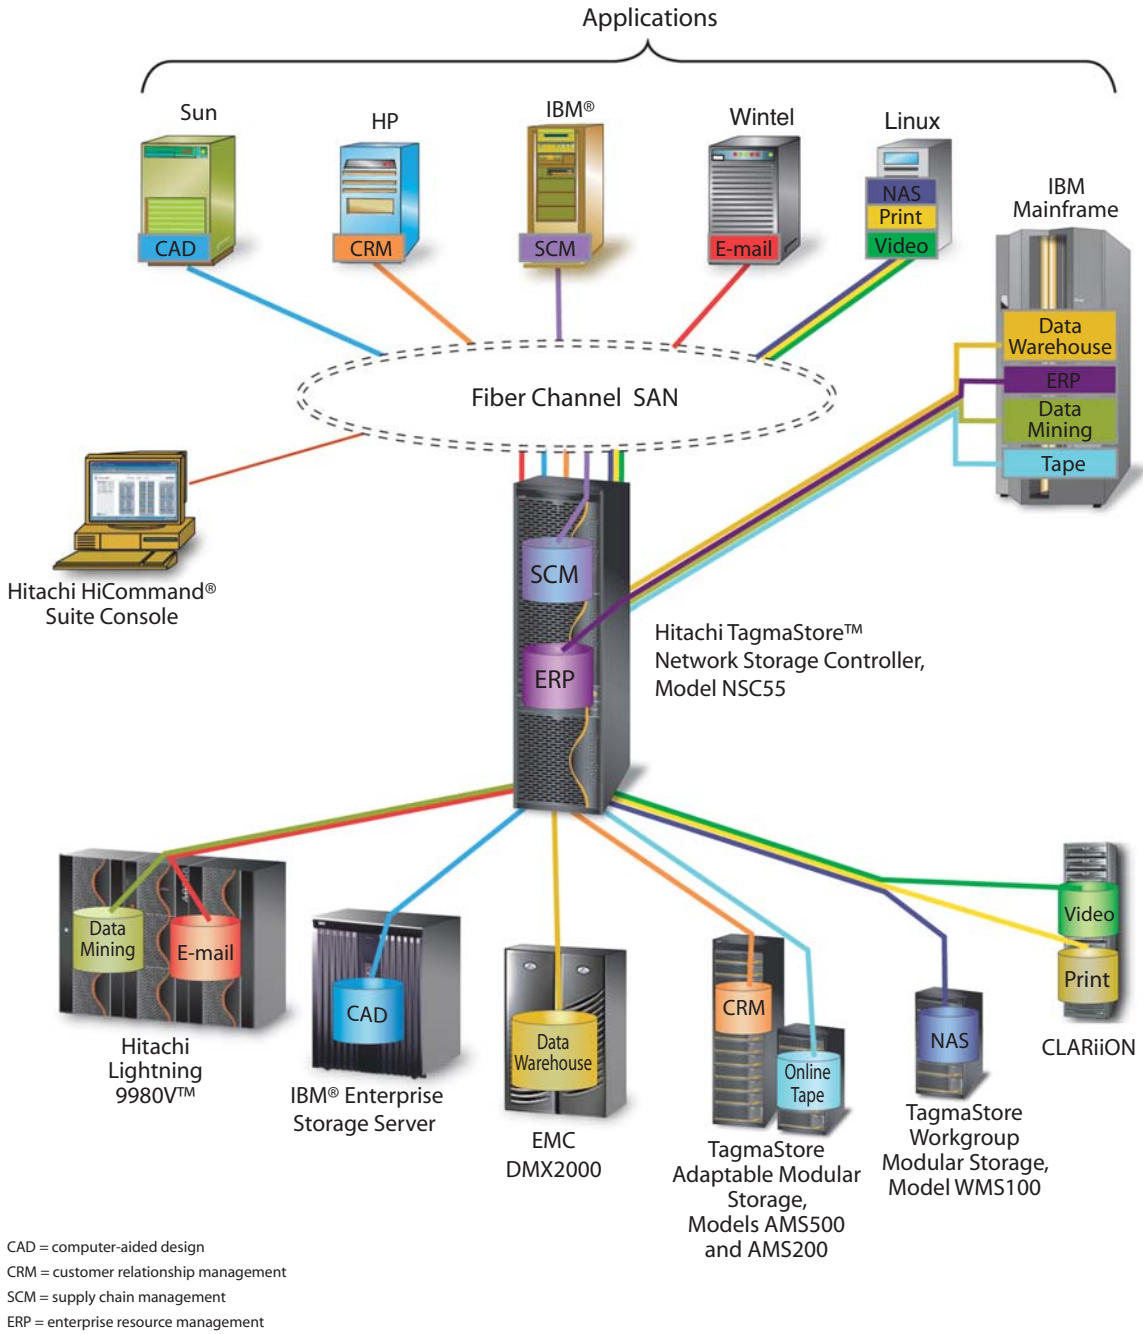 Applications
Sun
HP
IBM®
Wintel
Linux
IBM
Mainframe
CAD
CRM
SCM
E-mail
NAS
Print
Video
Data
Warehouse
ERP
Data
Mining
Tape
Fiber Channel SAN
Hitachi HiCommand®
Suite Console
SCM
ERP
Hitachi TagmaStore™
Network Storage Controller,
Model NSC55
Data
Mining
E-mail
Hitachi
Lightning
9980V™
CAD
IBM® Enterprise
Storage Server
Data
Warehouse
EMC
DMX2000
CRM
Online
Tape
TagmaStore
Adaptable Modular
Storage,
Models AMS500
and AMS200
NAS
TagmaStore
Workgroup
Modular Storage,
Model WMS100
Video
Print
CLARiiON
CAD = computer-aided design
CRM = customer relationship management
SCM = supply chain management
ERP = enterprise resource management